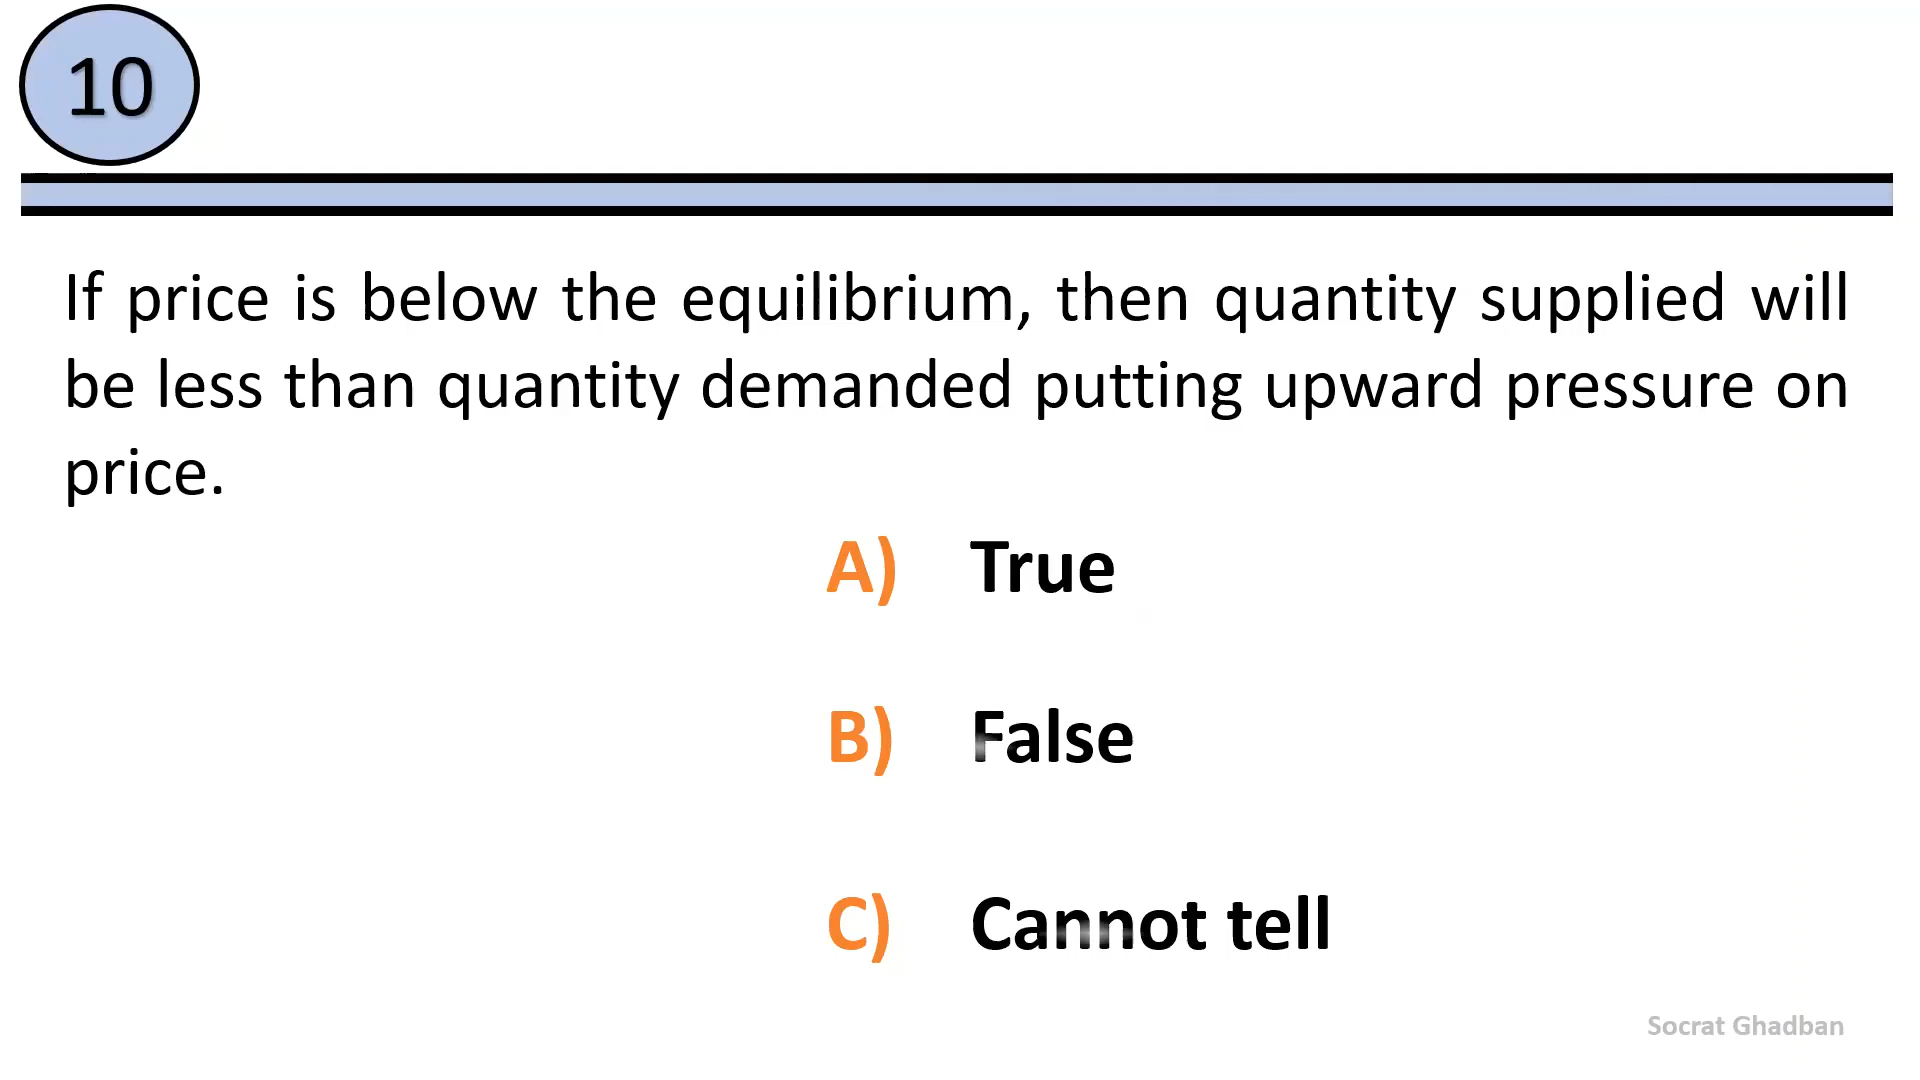 10
If price is below the equilibrium, then quantity supplied will
be less than quantity demanded putting upward pressure on
price.
A) True
B) False
C) Cannot tell
Socrat Ghadban